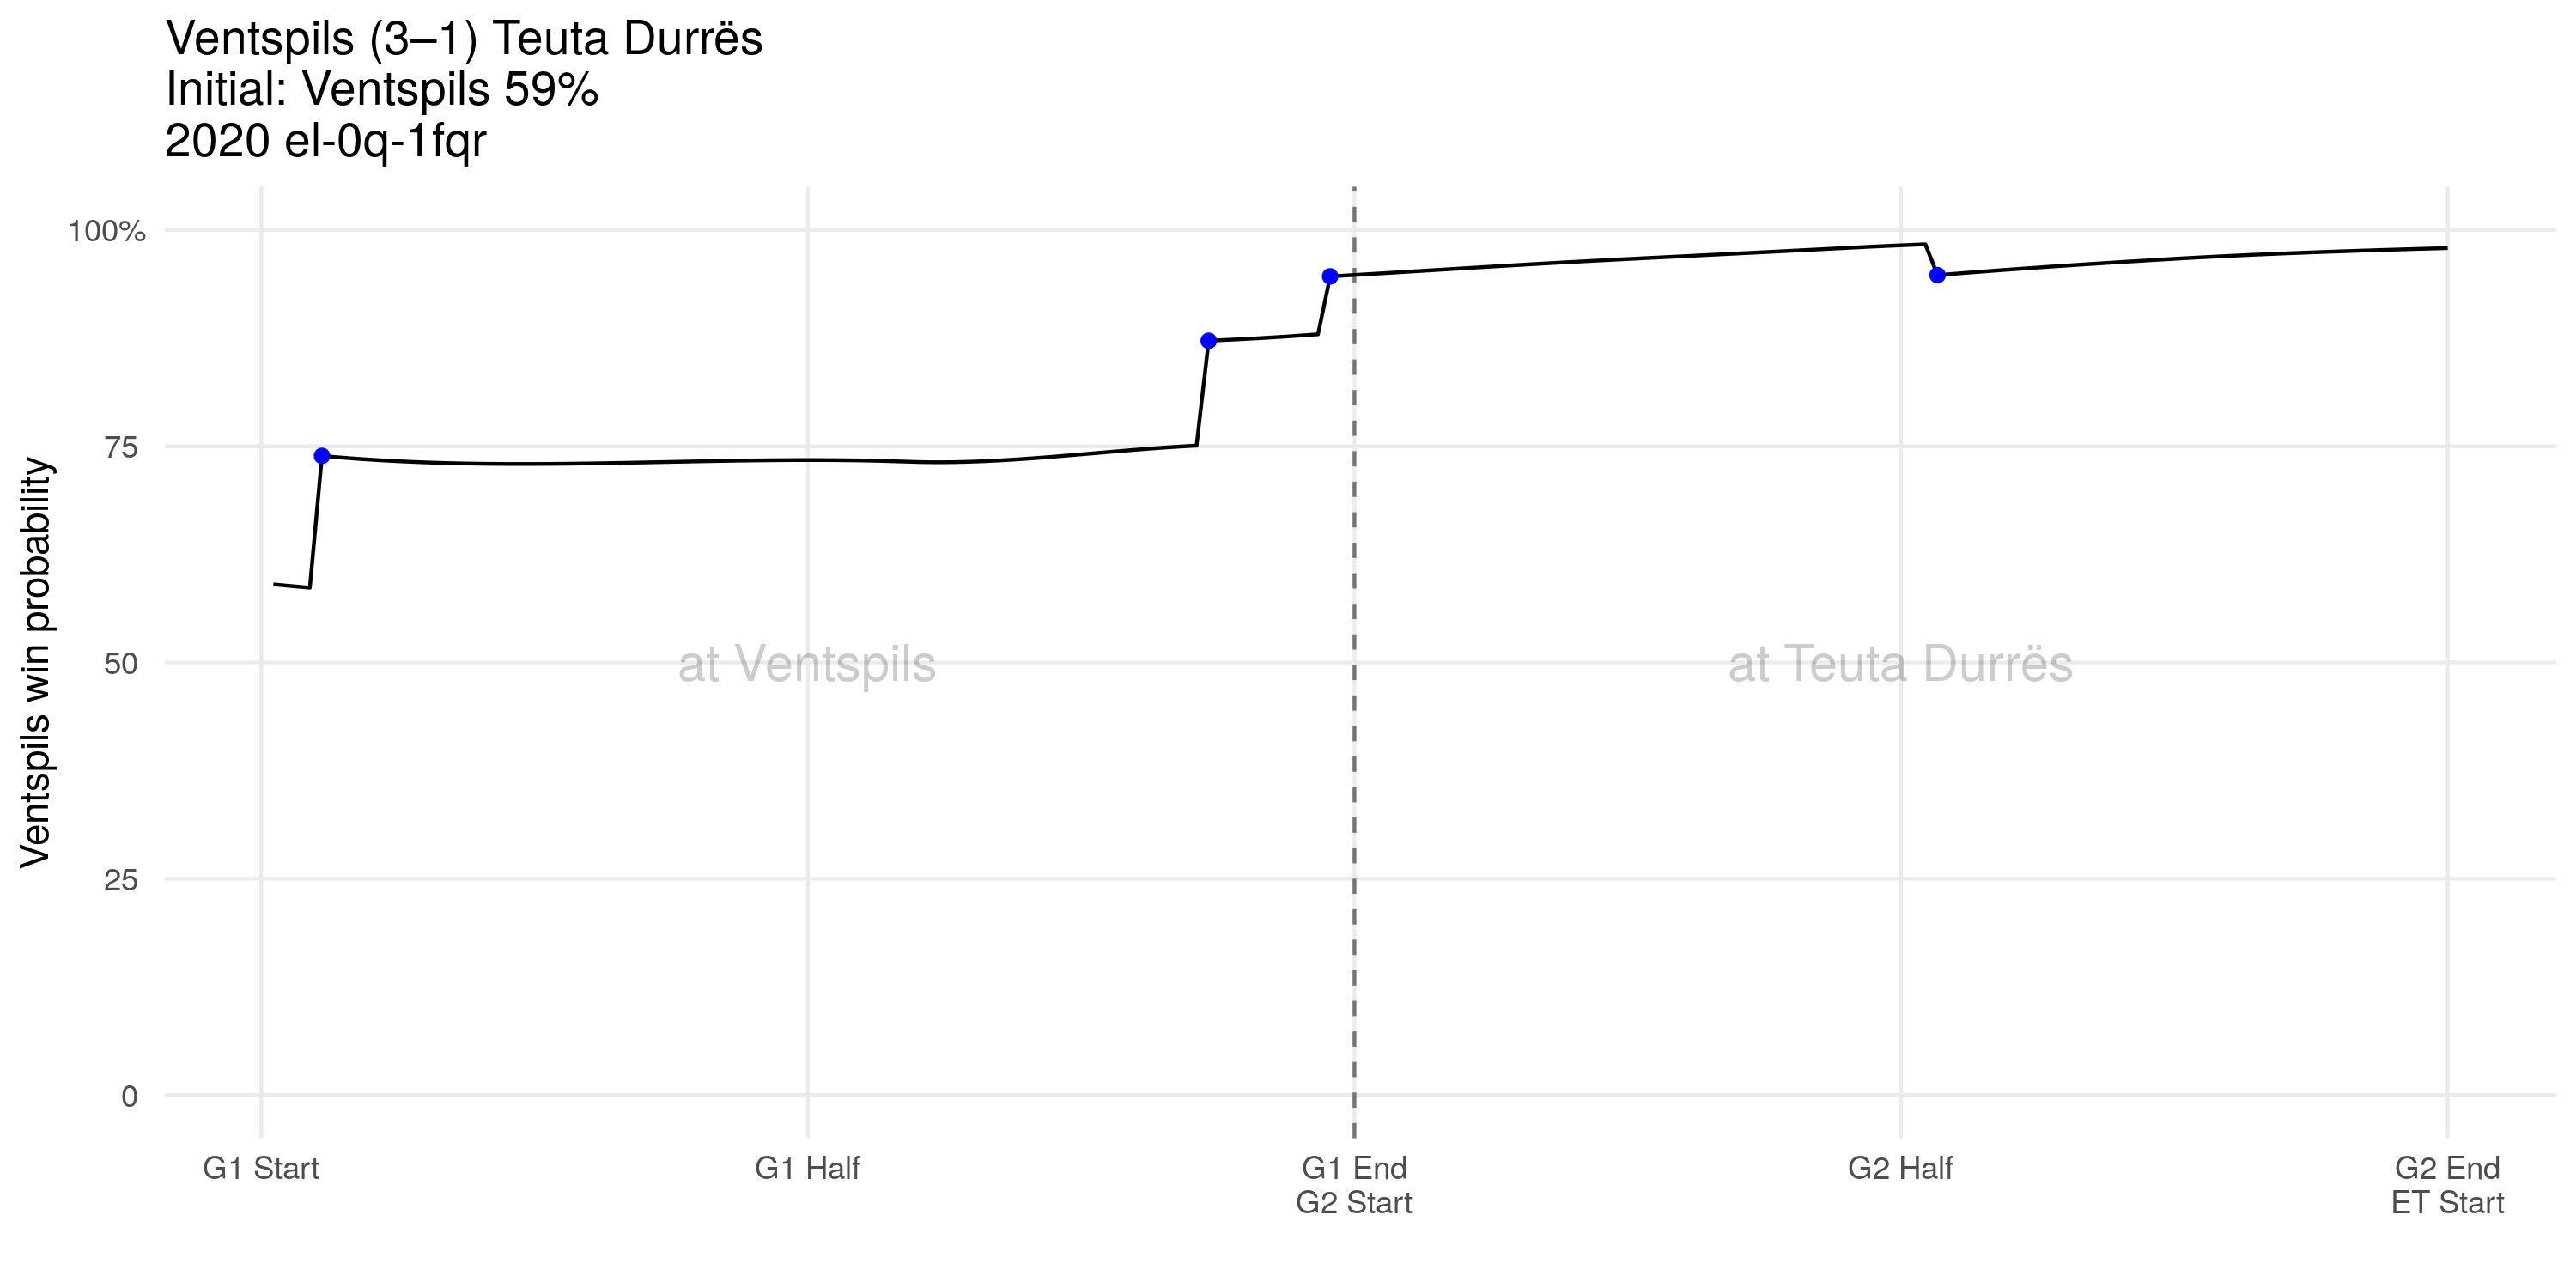 Ventspils (3–1) Teuta Durrës
Initial: Ventspils 59%
2020 el-0q-1fqr
Ventspils win probability
100%
75
50
25
0
at Ventspils
at Teuta Durrës
G1 Start
G1 Half
G1 End
G2 Start
G2 Half
G2 End
ET Start